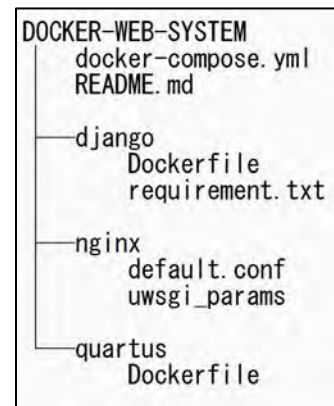 DOCKER-WEB-SYSTEM
docker-compose.yml
README.md
django
Dockerfile
requirement.txt
nginx
default.conf
uwsgi_params
quartus
Dockerfile